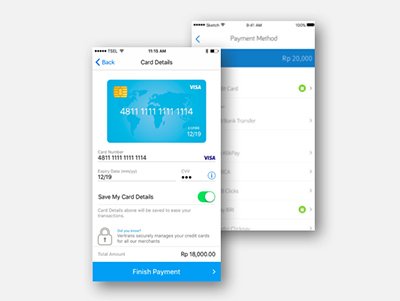 TSEL 11:15 AM
Back Card Details
VISA
4811 1111 1111 1114
EXPIRES
12/19
Card Number
4811 1111 1111 1114 VISA
Expiry Date (mm/yy) CVV
12/19
Save My Card Details
Card Details above will be saved to ease your
transactions.
Did you know?
Veritrans securely manages your credit cards
for all our merchants
Total Amount Rp 18,000.00
Finish Payment
Sketch 9:41 AM
Payment Method
Rp 20,000
Card
Bank Transfer
KlikPay
Clicks
BRI
Clickpay